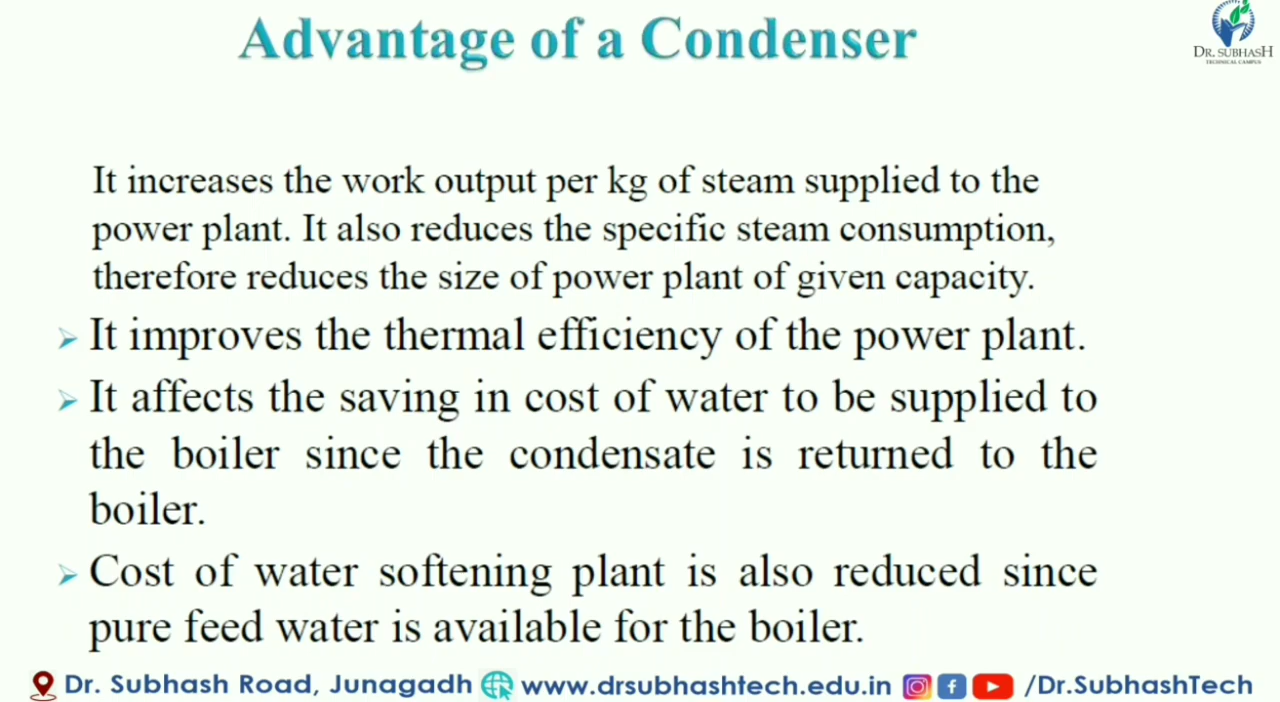 Advantage of a Condenser
DR. SUBHASH
TECHNICAL CAMPUS
It increases the work output per kg of steam supplied to the
power plant. It also reduces the specific steam consumption,
therefore reduces the size of power plant of given capacity.
It improves the thermal efficiency of the power plant.
It affects the saving in cost of water to be supplied to
the boiler since the condensate is returned to the
boiler.
Cost of water softening plant is also reduced since
pure feed water is available for the boiler.
Dr. Subhash Road, Junagadh www.drsubhashtech.edu.in /Dr.SubhashTech